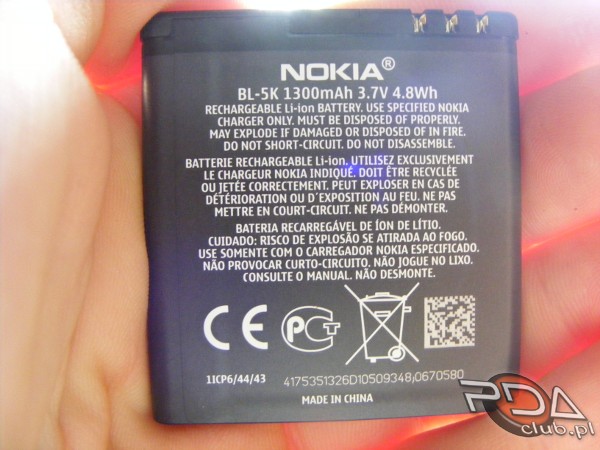 NOKIA®
BL-5K 1300mAh 3.7V 4.8Wh
RECHARGEABLE Li-ion BATTERY. USE SPECIFIED NOKIA
CHARGER ONLY. MUST BE DISPOSED OF PROPERLY.
MAY EXPLODE IF DAMAGED OR DISPOSED OF IN FIRE.
DO NOT SHORT-CIRCUIT. DO NOT DISASSEMBLE.
BATTERIE RECHARGEABLE Li-ion. UTILISEZ EXCLUSIVEMENT
LE CHARGEUR NOKIA INDIQUÉ. DOIT ÊTRE RECYCLÉE
OU JETÉE CORRECTEMENT. PEUT EXPLOSER EN CAS DE
DÉTÉRIORATION OU D'EXPOSITION AU FEU. NE PAS
METTRE EN COURT-CIRCUIT. NE PAS DÉMONTER.
BATERIA RECARREGÁVEL DE ÍON DE LÍTIO.
CUIDADO: RISCO DE EXPLOSÃO SE ATIRADA AO FOGO.
USE SOMENTE COM O CARREGADOR NOKIA ESPECIFICADO.
NÃO PROVOCAR CURTO-CIRCUITO. NÃO JOGUE NO LIXO.
CONSULTE O MANUAL. NÃO DESMONTE.
CE PCT
1ICP6/44/43
4175351326D10509348;0670580
MADE IN CHINA
PDA
club.pl